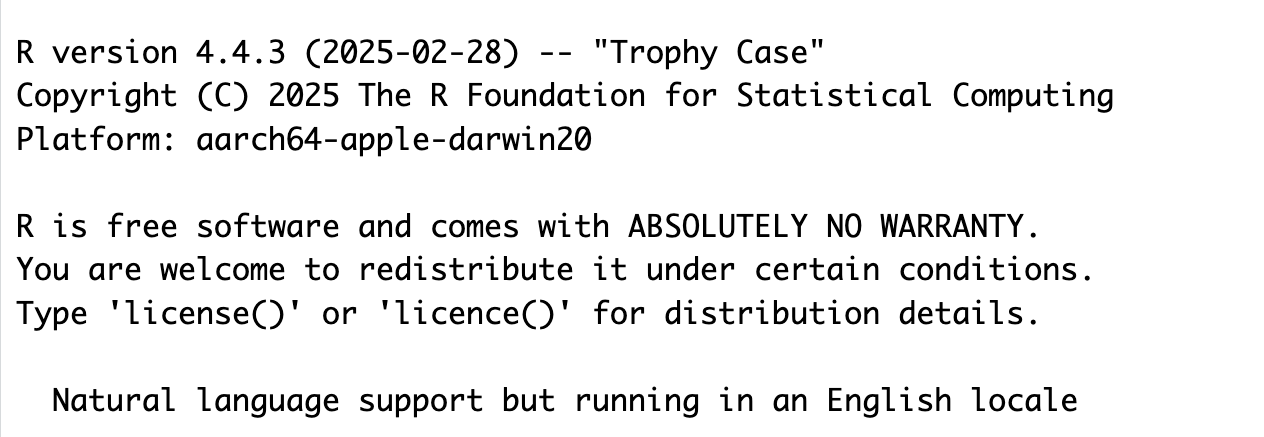 R version 4.4.3 (2025-02-28) -- "Trophy Case"
Copyright (C) 2025 The R Foundation for Statistical Computing
Platform: aarch64-apple-darwin20
R is free software and comes with ABSOLUTELY NO WARRANTY.
You are welcome to redistribute it under certain conditions.
Type 'license()' or 'licence()' for distribution details.
Natural language support but running in an English locale